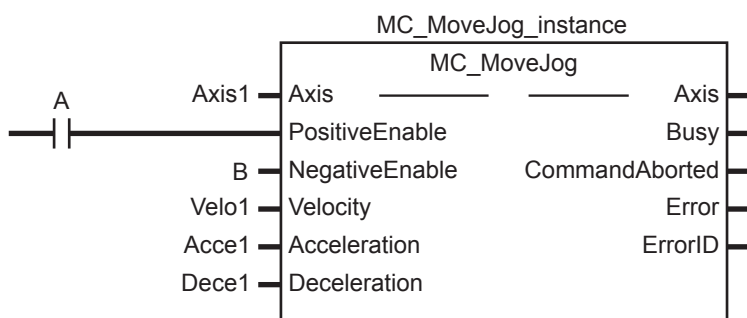 MC_MoveJog_instance
MC_MoveJog
A
Axis1 Axis Axis
PositiveEnable Busy
B NegativeEnable CommandAborted
Velo1 Velocity Error
Acce1 Acceleration ErrorID
Dece1 Deceleration